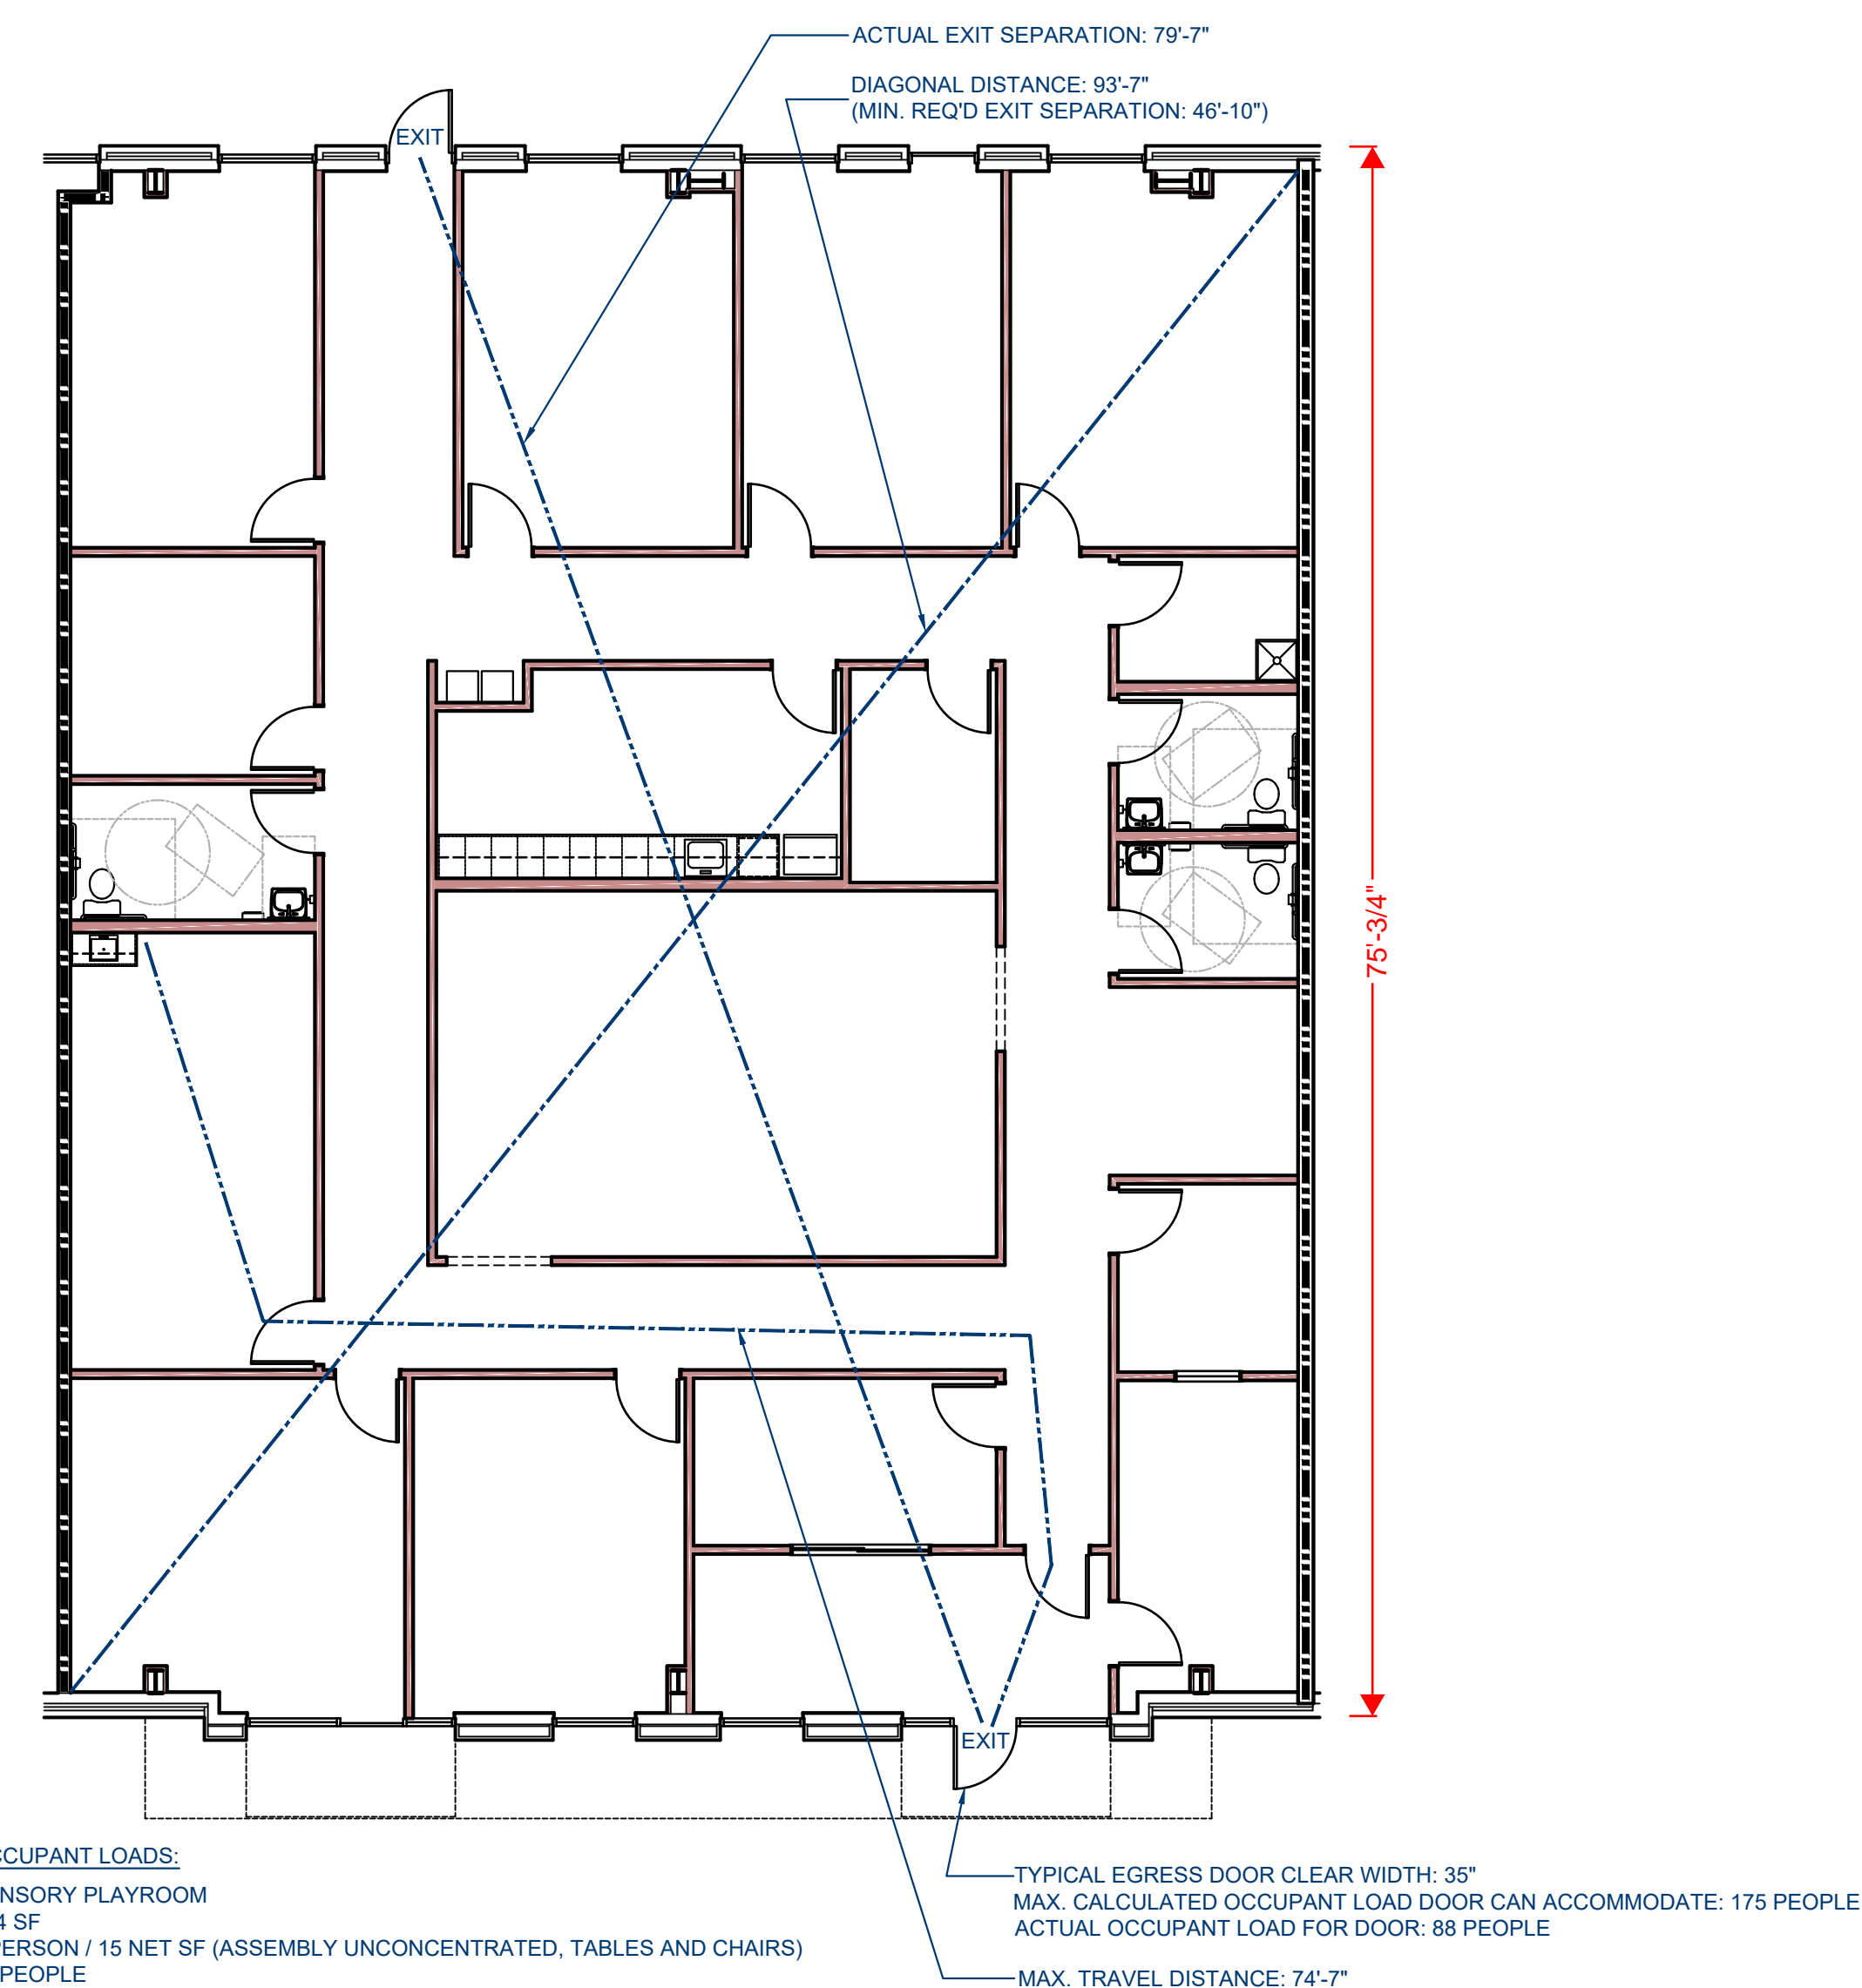 ACTUAL EXIT SEPARATION: 79'-7"
DIAGONAL DISTANCE: 93'-7"
(MIN. REQ'D EXIT SEPARATION: 46'-10")
EXIT
75'-3/4"
EXIT
CCUPANT LOADS:
NSORY PLAYROOM
4 SF
PERSON / 15 NET SF (ASSEMBLY UNCONCENTRATED, TABLES AND CHAIRS)
PEOPLE
TYPICAL EGRESS DOOR CLEAR WIDTH: 35"
MAX. CALCULATED OCCUPANT LOAD DOOR CAN ACCOMMODATE: 175 PEOPLE
ACTUAL OCCUPANT LOAD FOR DOOR: 88 PEOPLE
MAX. TRAVEL DISTANCE: 74'-7"